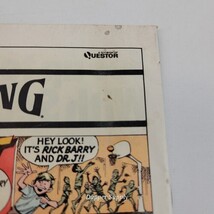 QUESTOR
NG.
HEY LOOK!
IT'S RICK BARRY
AND DR. J!!